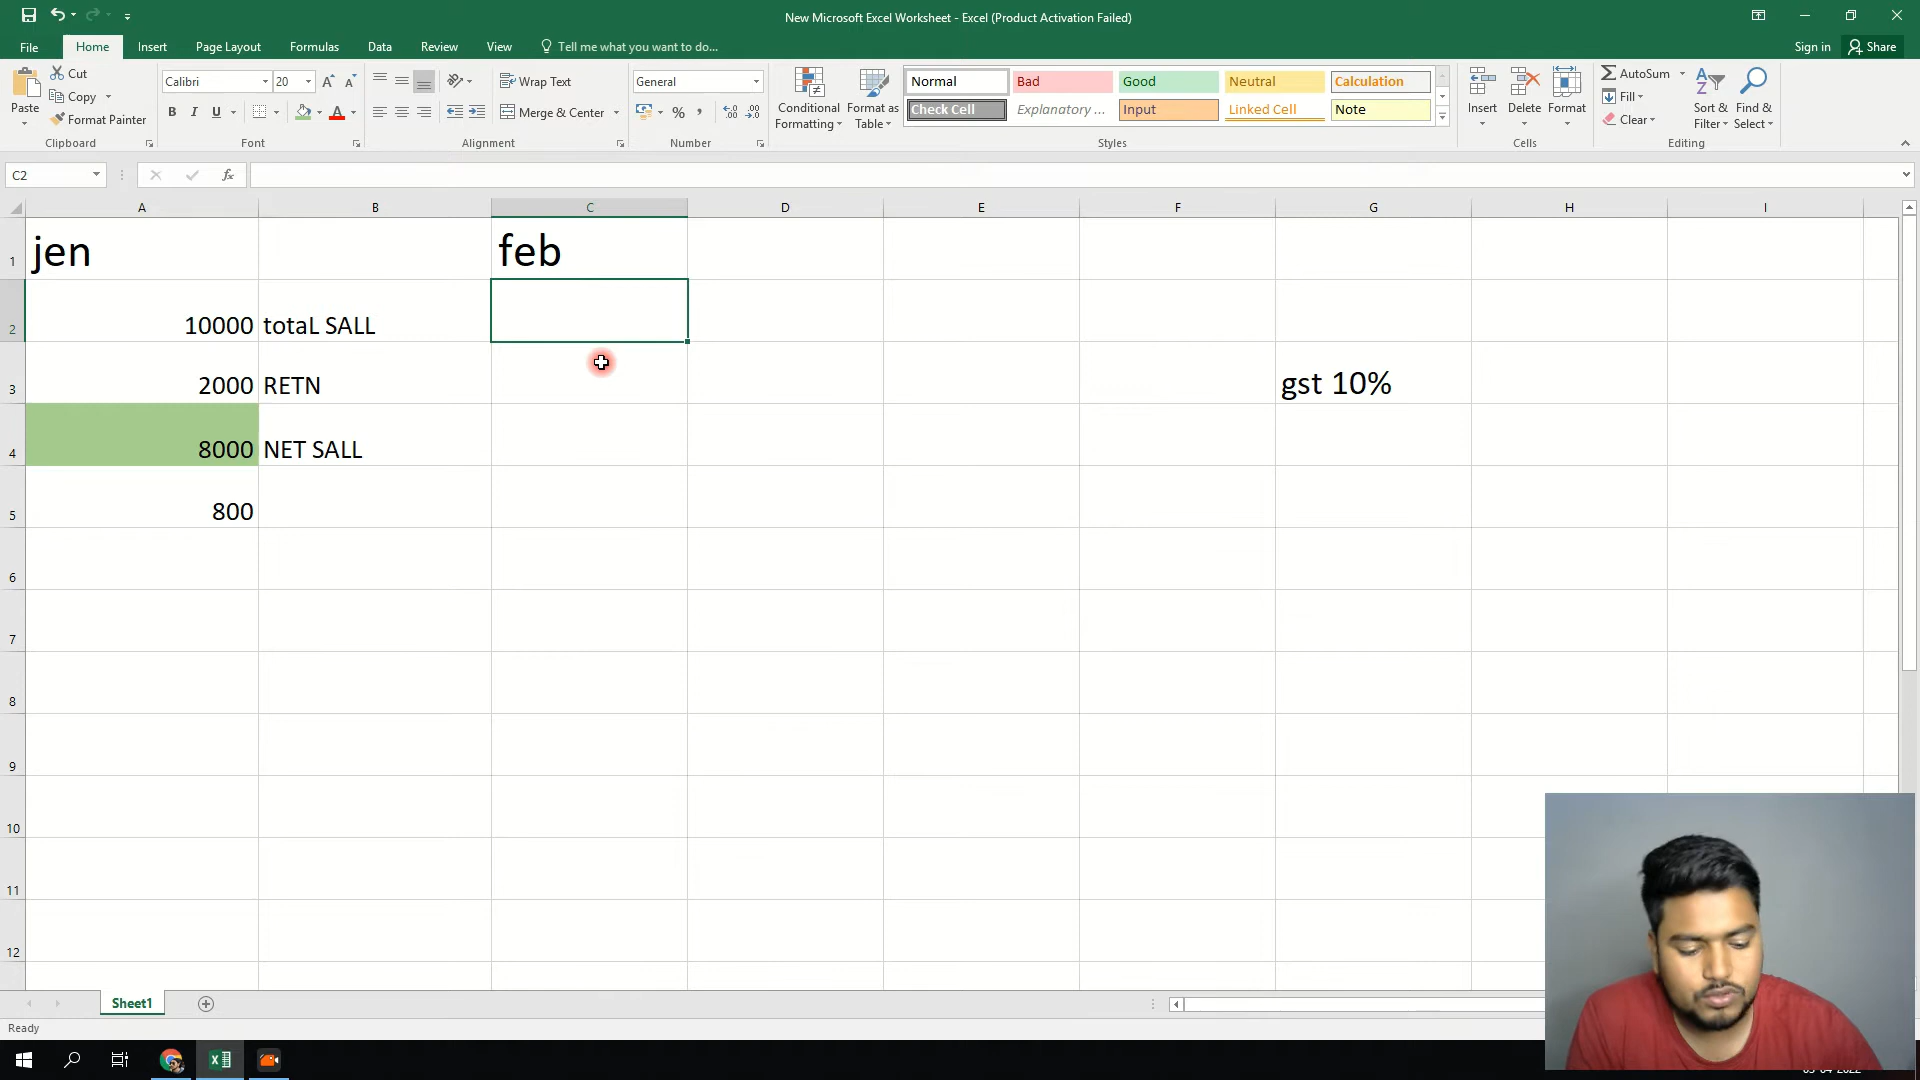 New Microsoft Excel Worksheet - Excel (Product Activation Failed)
File Home Insert Page Layout Formulas Data Review View Tell me what you want to do... Sign in Share
Paste Cut Copy Format Painter Clipboard
Calibri 20 B I U A Font
Wrap Text Merge & Center Alignment
General % , Number
Conditional Formatting Format as Table
Normal Bad Good Neutral Calculation
Check Cell Explanatory ... Input Linked Cell Note
Styles
Insert Delete Format Cells
AutoSum Fill Clear Sort & Filter Find & Select Editing
C2 fx
A B C D E F G H I
1 jen feb
2 10000 totaL SALL
3 2000 RETN gst 10%
4 8000 NET SALL
5 800
6
7
8
9
10
11
12
Sheet1
Ready